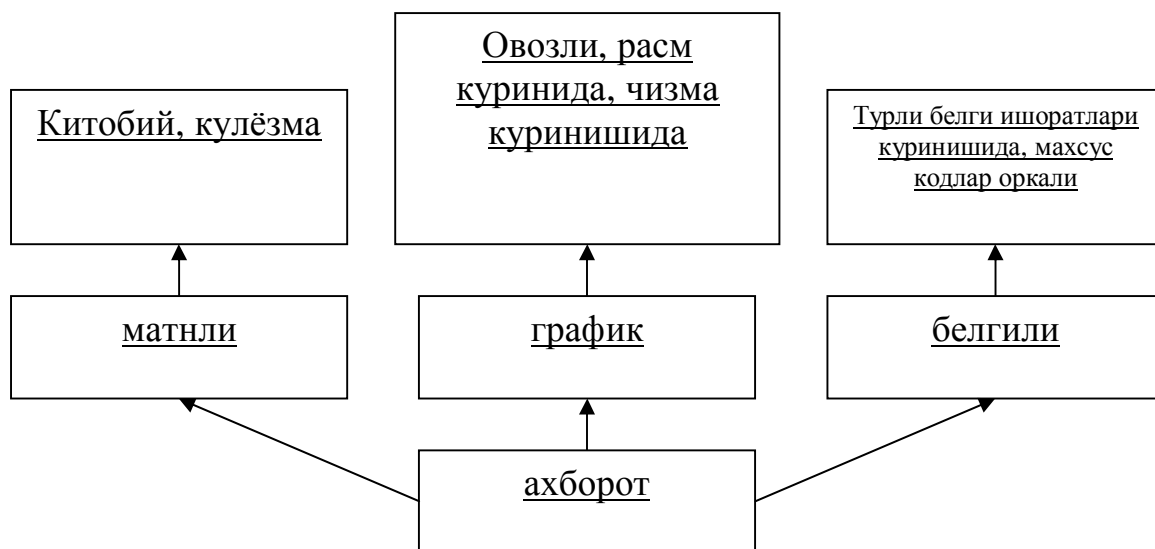 Овозли, расм
куринида, чизма
куринишида
Китобий, кулёзма
Турли белги ишоратлари
куринишида, махсус
кодлар оркали
матнли
график
белгили
ахборот